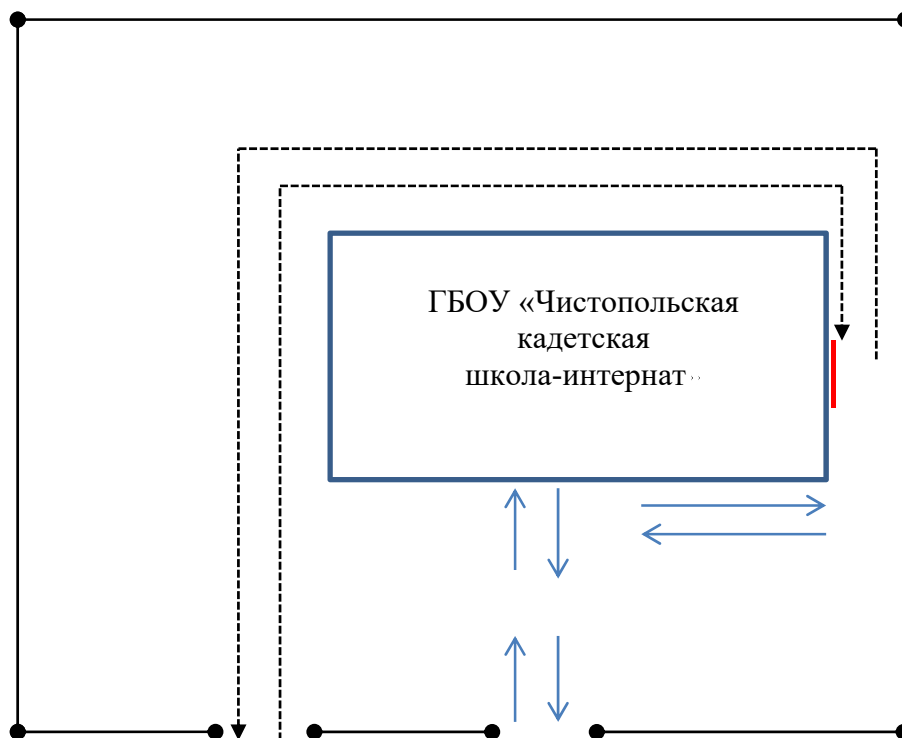 ГБОУ «Чистопольская
кадетская
школа-интернат»